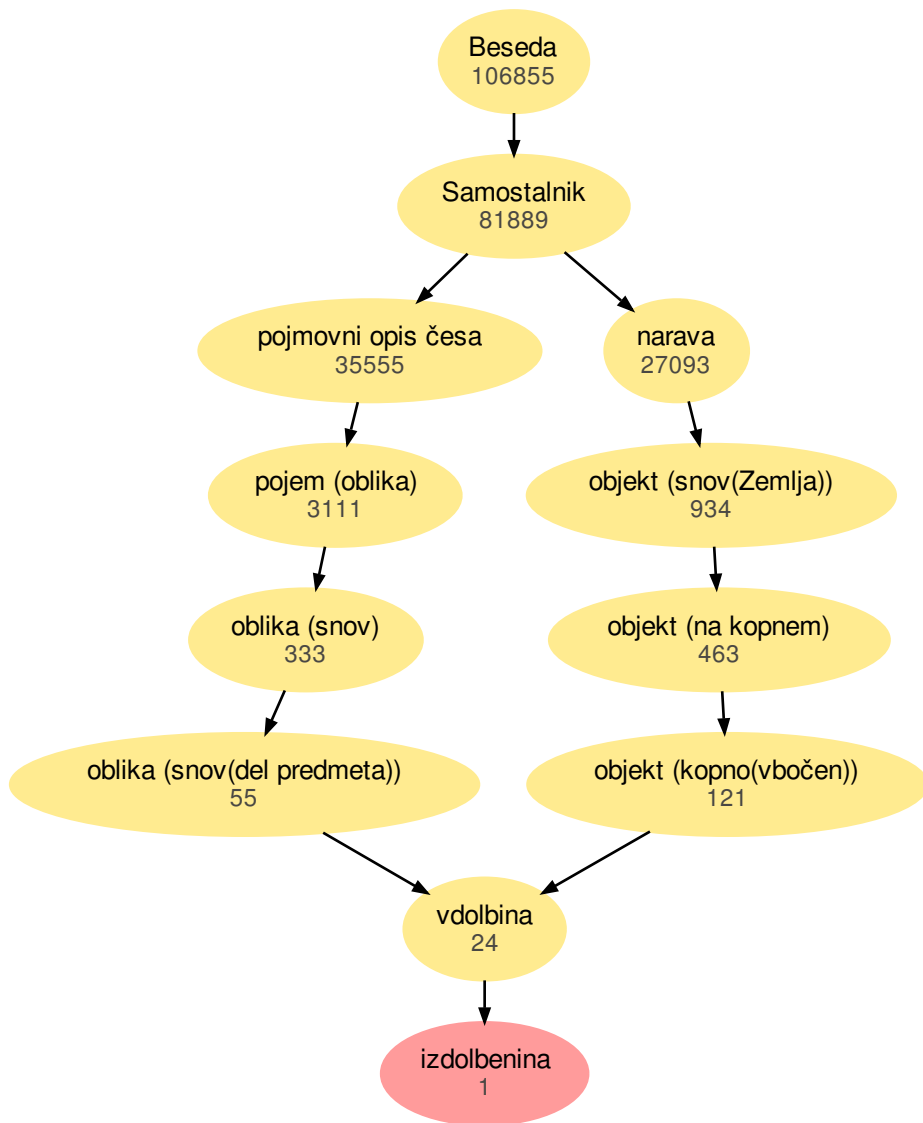 Beseda
106855
Samostalnik
81889
pojmovni opis česa
35555
narava
27093
pojem (oblika)
3111
objekt (snov(Zemlja))
934
oblika (snov)
333
objekt (na kopnem)
463
oblika (snov(del predmeta))
55
objekt (kopno(vbočen))
121
vdolbina
24
izdolbenina
1